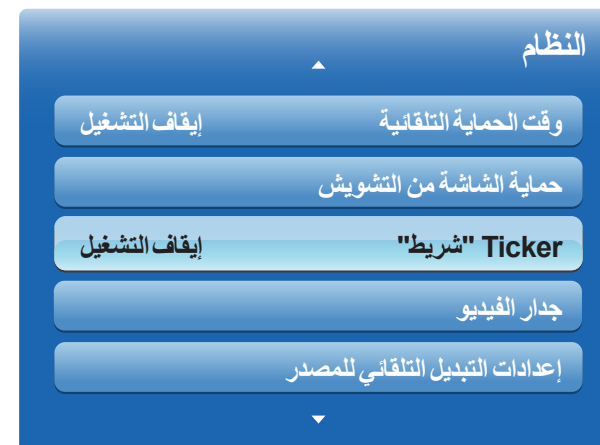 النظام
وقت الحماية التلقائية إيقاف التشغيل
حماية الشاشة من التشويش
Ticker "شريط" إيقاف التشغيل
جدار الفيديو
إعدادات التبديل التلقائي للمصدر